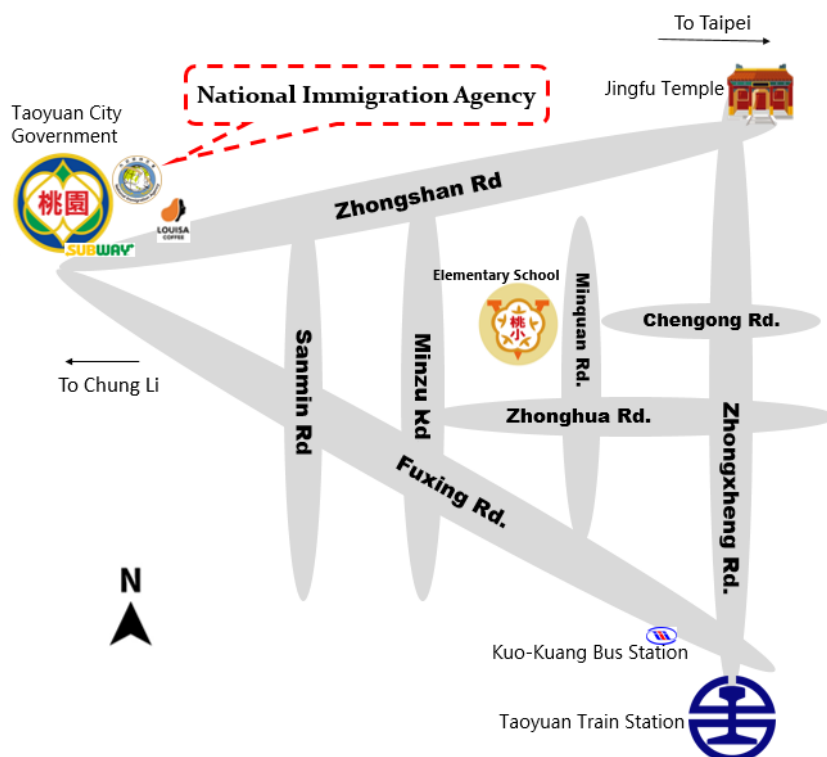 To Taipei
Jingfu Temple
National Immigration Agency
Taoyuan City
Government
桃園
SUBWAY
LOUISA
COFFEE
Zhongshan Rd
Elementary School
桃
小
Minquan Rd.
Chengong Rd.
To Chung Li
Sanmin Rd
Minzu Rd
Zhonghua Rd.
Fuxing Rd.
Zhongxheng Rd.
N
Kuo-Kuang Bus Station
Taoyuan Train Station